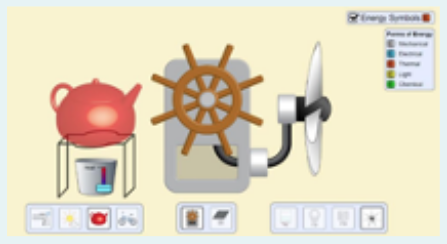 Energy Symbols
Forms of Energy
Mechanical
Electrical
Thermal
Light
Chemical